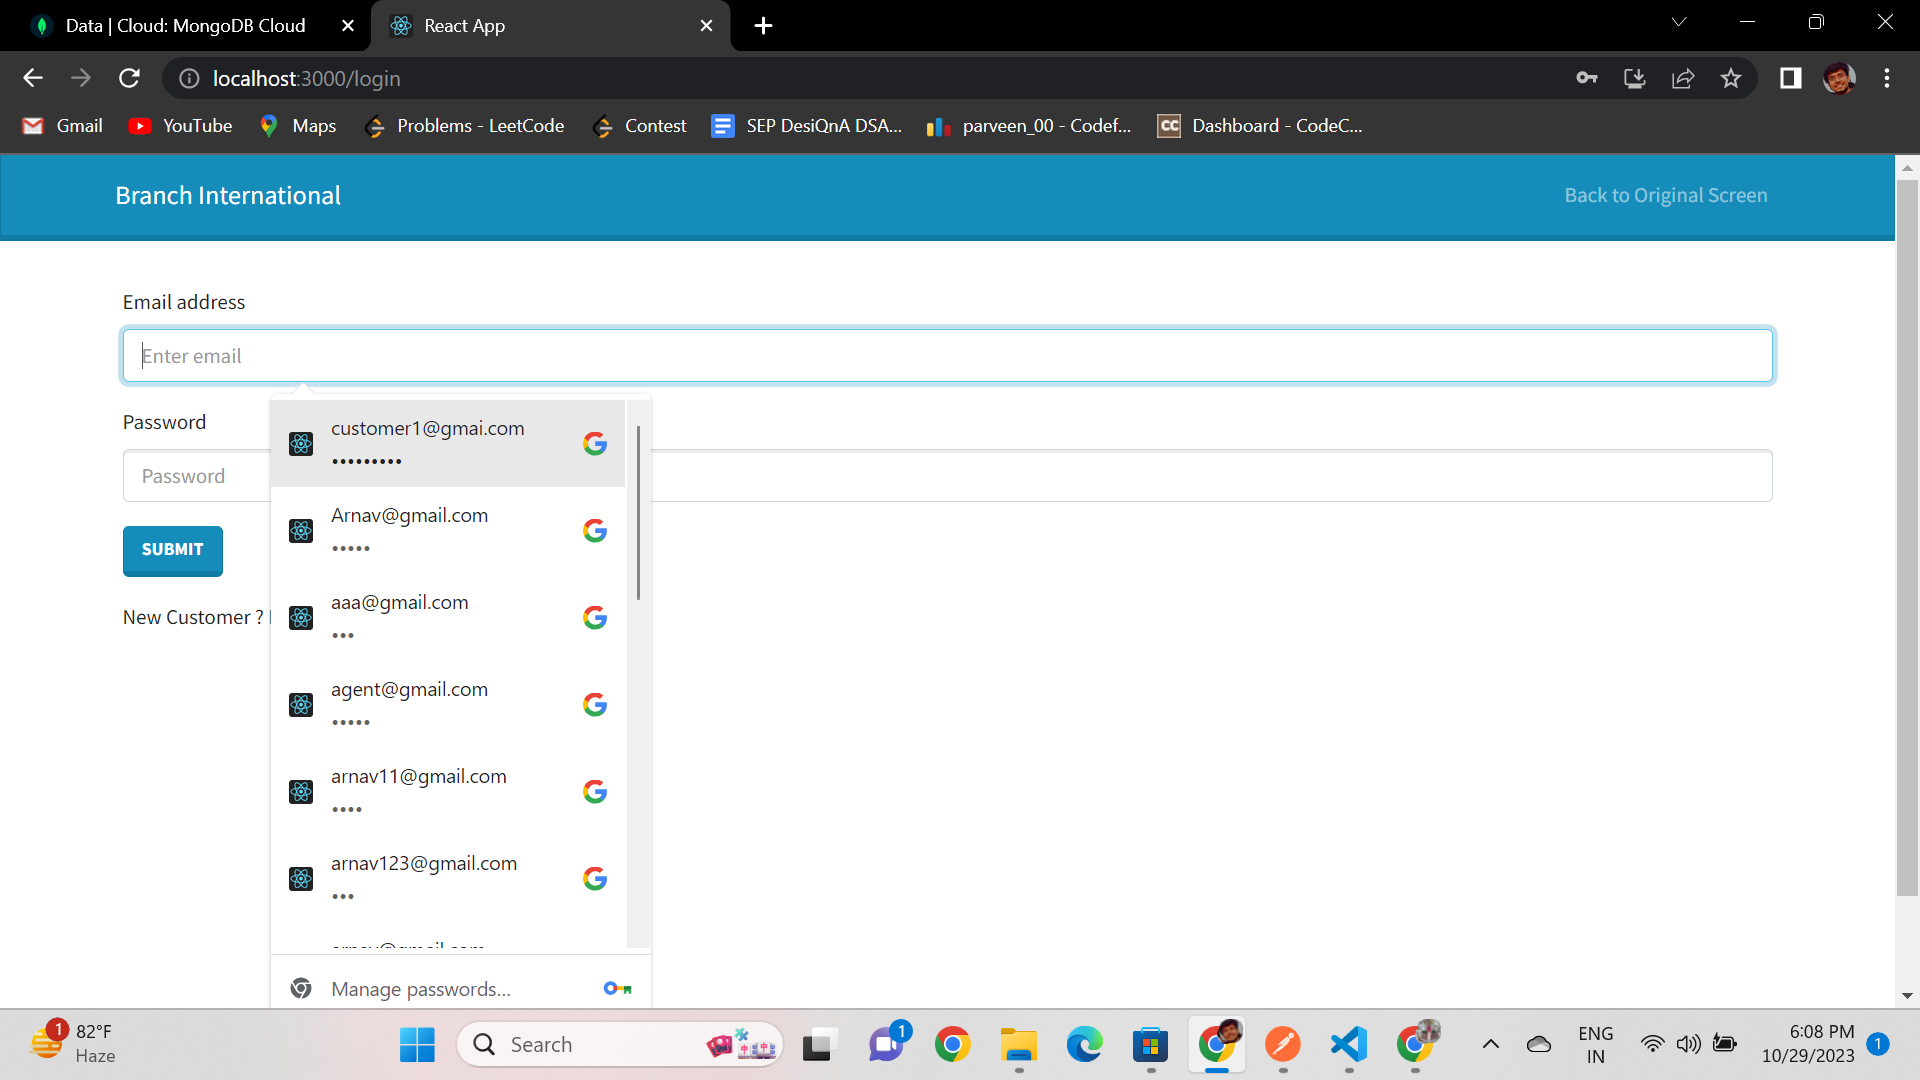 Data | Cloud: MongoDB Cloud
React App
localhost:3000/login
Gmail
YouTube
Maps
Problems - LeetCode
Contest
SEP DesiQnA DSA...
parveen_00 - Codef...
CC
Dashboard - CodeC...
Branch International
Back to Original Screen
Email address
Enter email
Password
Password
SUBMIT
New Customer ?
customer1@gmai.com
•••••••••
Arnav@gmail.com
•••••
aaa@gmail.com
•••
agent@gmail.com
•••••
arnav11@gmail.com
••••
arnav123@gmail.com
•••
Manage passwords...
1
82°F
Haze
Search
1
ENG
IN
6:08 PM
10/29/2023
1